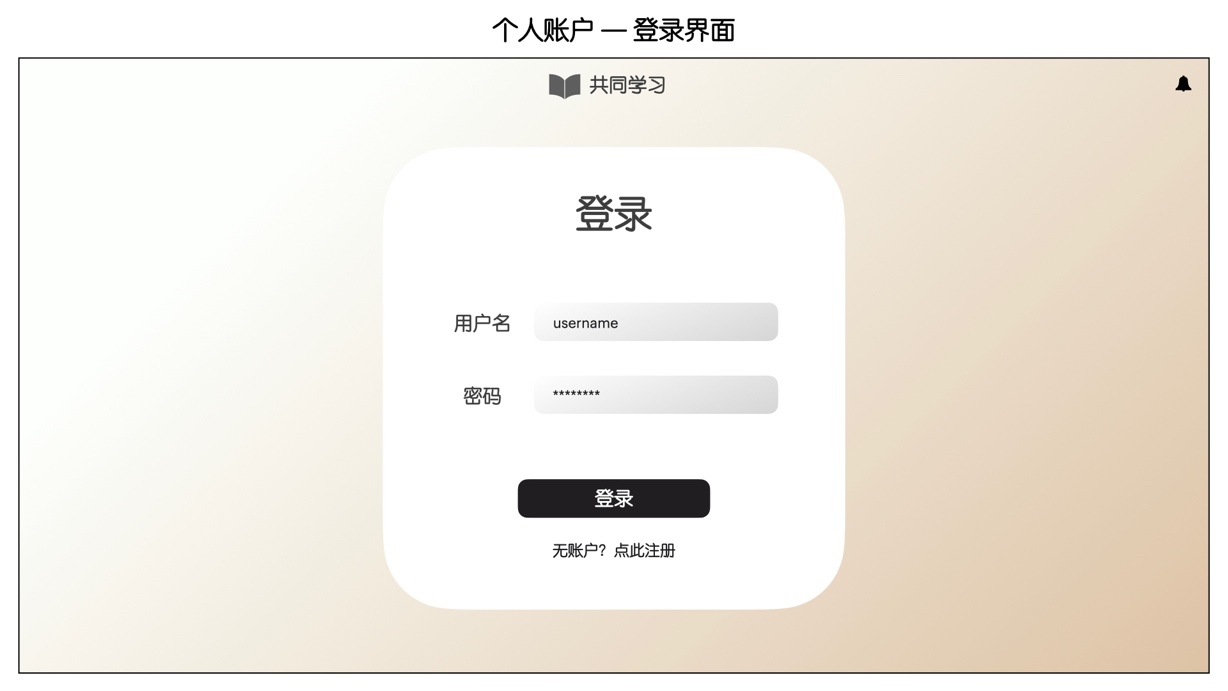 个人账户 — 登录界面
共同学习
登录
用户名 username
密码 ********
登录
无账户？点此注册